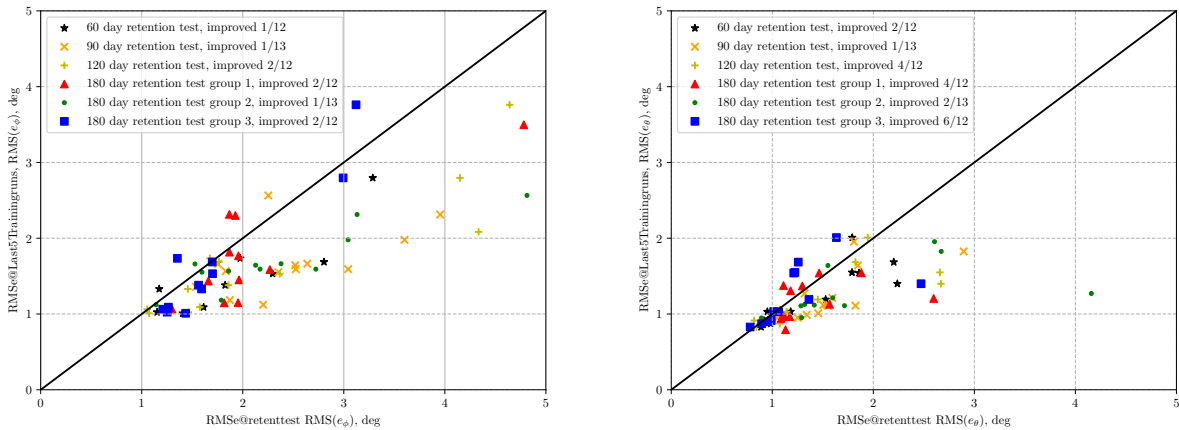 60 day retention test, improved 1/12
90 day retention test, improved 1/13
120 day retention test, improved 2/12
180 day retention test group 1, improved 2/12
180 day retention test group 2, improved 1/13
180 day retention test group 3, improved 2/12
RMSe@Last5Trainingruns, RMS(e_ϕ), deg
5
4
3
2
1
0
0 1 2 3 4 5
RMSe@retenttest RMS(e_ϕ), deg
60 day retention test, improved 2/12
90 day retention test, improved 1/13
120 day retention test, improved 4/12
180 day retention test group 1, improved 4/12
180 day retention test group 2, improved 2/13
180 day retention test group 3, improved 6/12
RMSe@Last5Trainingruns, RMS(e_θ), deg
5
4
3
2
1
0
0 1 2 3 4 5
RMSe@retenttest RMS(e_θ), deg